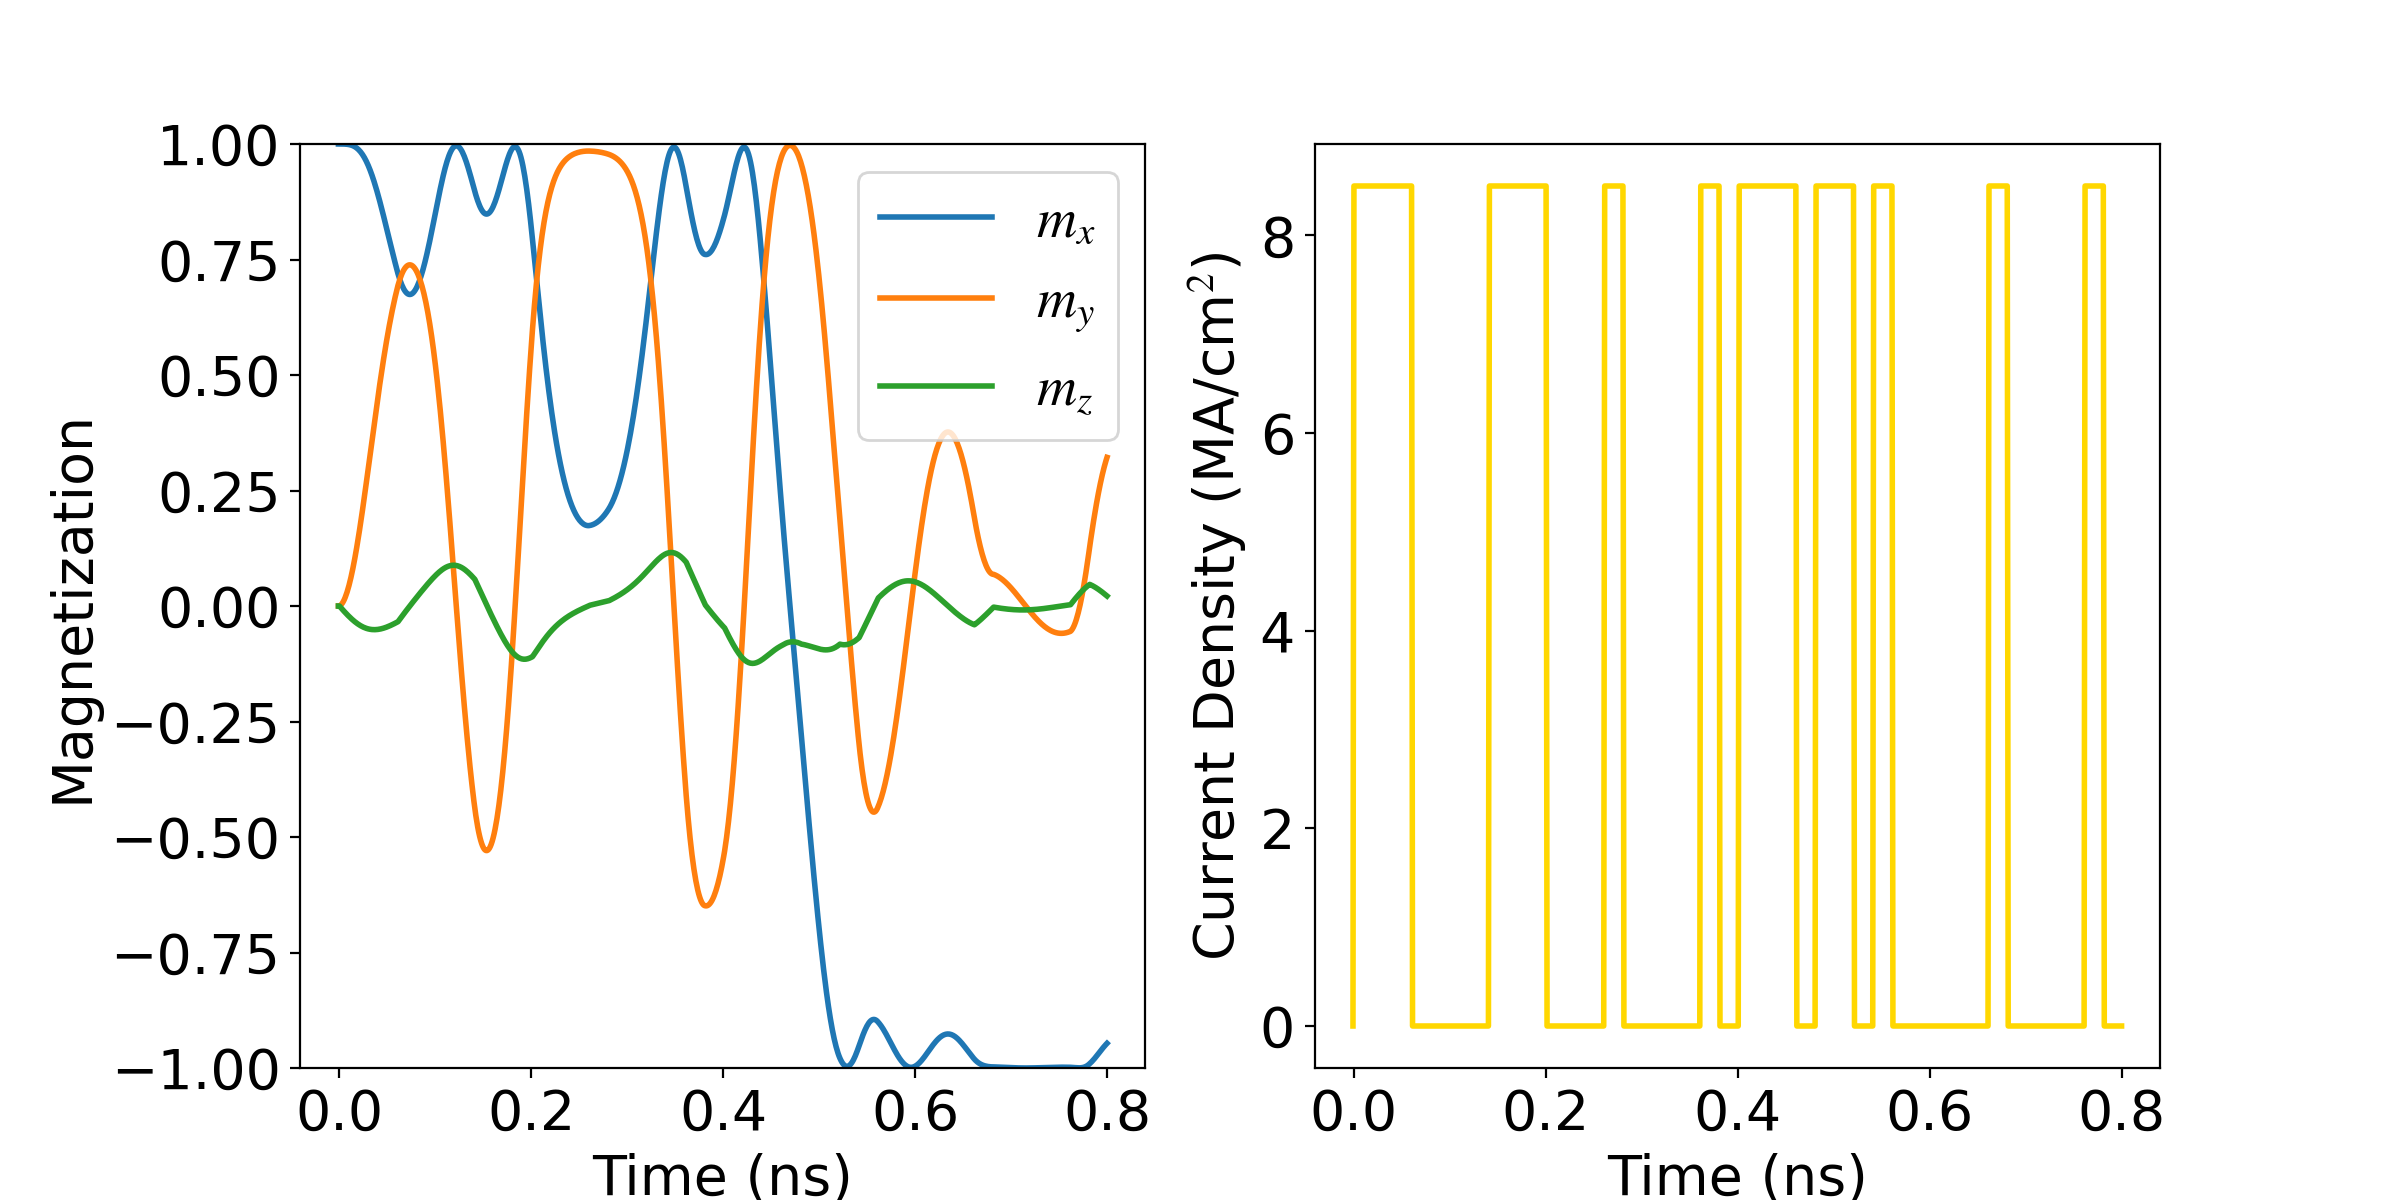 Magnetization
1.00
0.75
0.50
0.25
0.00
−0.25
−0.50
−0.75
−1.00
0.0 0.2 0.4 0.6 0.8
Time (ns)
m_x
m_y
m_z
Current Density (MA/cm²)
8
6
4
2
0
0.0 0.2 0.4 0.6 0.8
Time (ns)